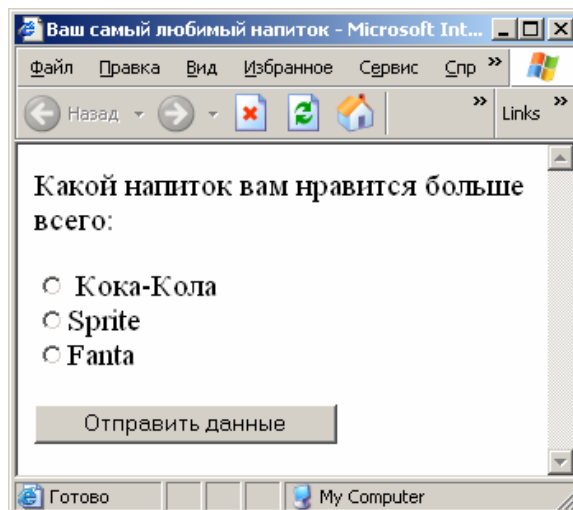 Ваш самый любимый напиток - Microsoft Int...
Файл Правка Вид Избранное Сервис Спр »
Назад » Links »
Какой напиток вам нравится больше
всего:
Кока-Кола
Sprite
Fanta
Отправить данные
Готово My Computer